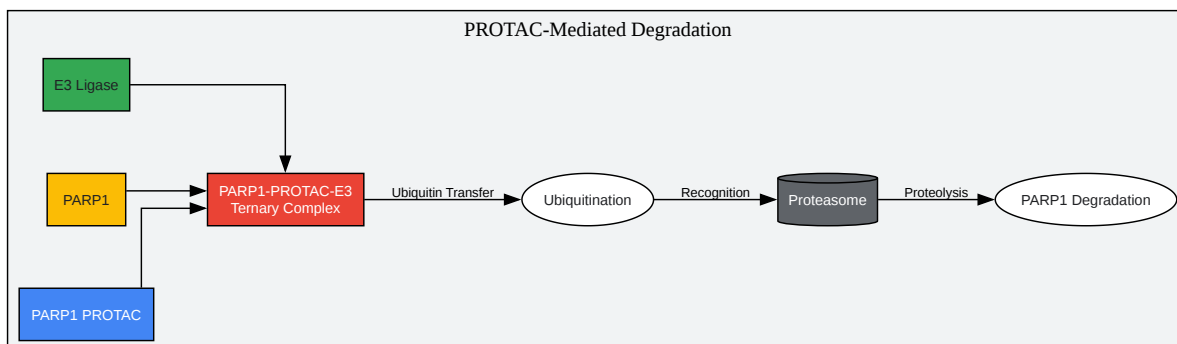 PROTAC-Mediated Degradation
E3 Ligase
PARP1
PARP1 PROTAC
PARP1-PROTAC-E3
Ternary Complex
Ubiquitin Transfer
Ubiquitination
Recognition
Proteasome
Proteolysis
PARP1 Degradation